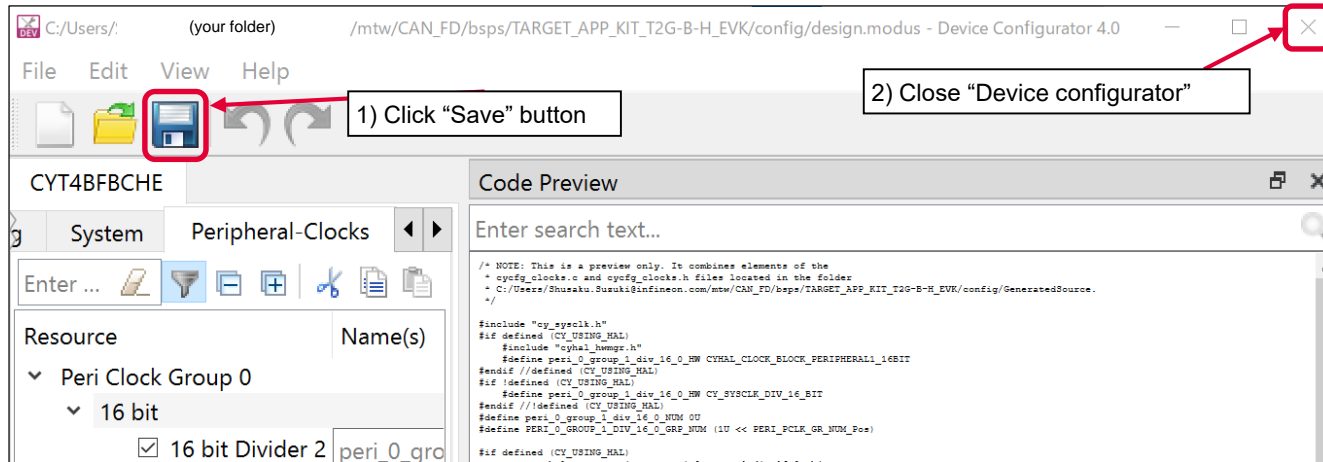 DEV C:/Users/: (your folder) /mtw/CAN_FD/bsps/TARGET_APP_KIT_T2G-B-H_EVK/config/design.modus - Device Configurator 4.0
File Edit View Help
2) Close “Device configurator”
1) Click “Save” button
CYT4BFBCHE
Code Preview
g System Peripheral-Clocks
Enter search text...
Enter ...
Resource Name(s)
Peri Clock Group 0
16 bit
16 bit Divider 2 peri_0_gro
/* NOTE: This is a preview only. It combines elements of the
* cycfg_clocks.c and cycfg_clocks.h files located in the folder
* C:/Users/Shusaku.Suzuki@infineon.com/mtw/CAN_FD/bsps/TARGET_APP_KIT_T2G-B-H_EVK/config/GeneratedSource.
*/
#include "cy_sysclk.h"
#if defined (CY_USING_HAL)
#include "cyhal_hwmgr.h"
#define peri_0_group_1_div_16_0_HW CYHAL_CLOCK_BLOCK_PERIPHERAL1_16BIT
#endif //defined (CY_USING_HAL)
#if !defined (CY_USING_HAL)
#define peri_0_group_1_div_16_0_HW CY_SYSCLK_DIV_16_BIT
#endif //!defined (CY_USING_HAL)
#define peri_0_group_1_div_16_0_NUM 0U
#define PERI_0_GROUP_1_DIV_16_0_GRP_NUM (1U << PERI_PCLK_GR_NUM_Pos)
#if defined (CY_USING_HAL)